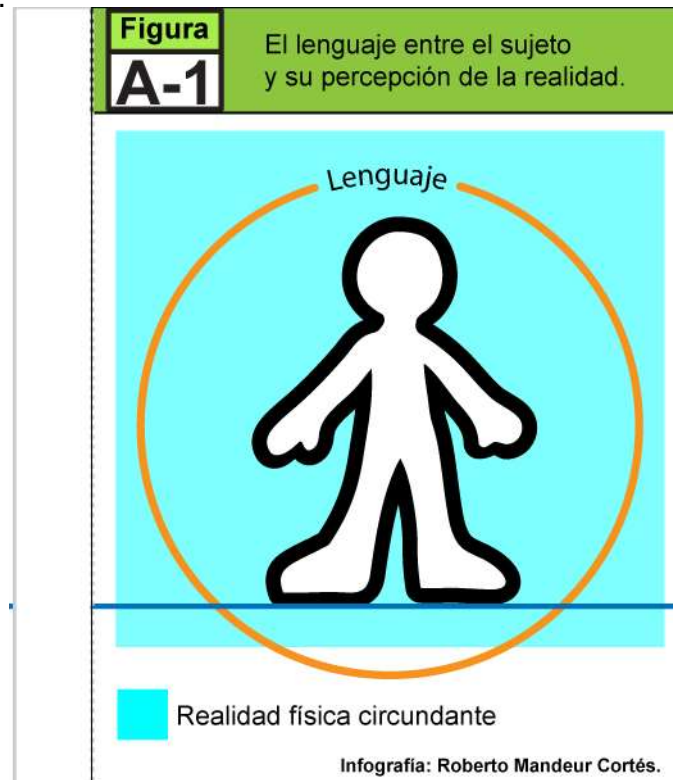 Figura
A-1
El lenguaje entre el sujeto
y su percepción de la realidad.
Lenguaje
Realidad física circundante
Infografía: Roberto Mandeur Cortés.